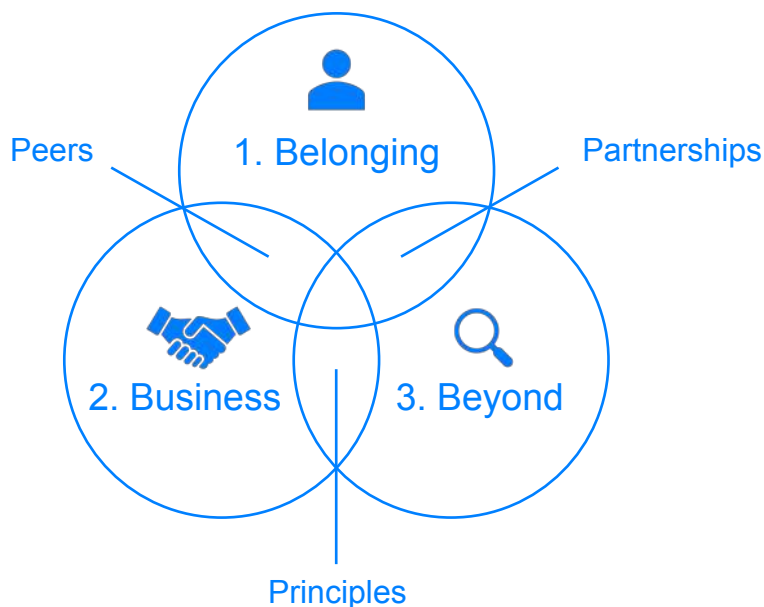 1. Belonging
Peers
Partnerships
2. Business
3. Beyond
Principles